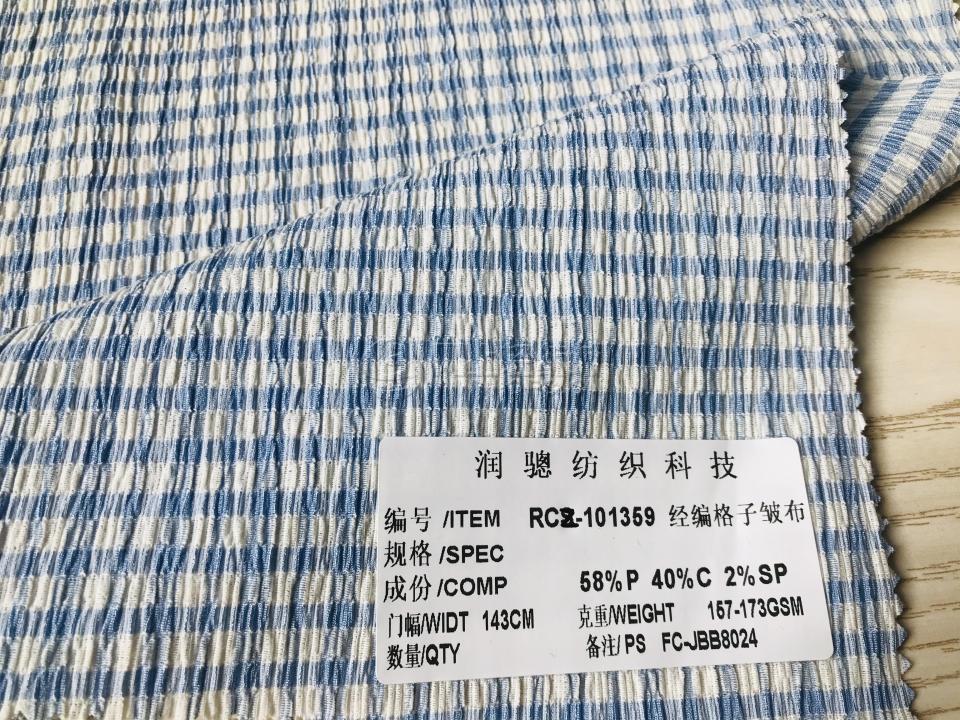 润骢纺织科技
编号/ITEM RCSZ-101359 经编格子皱布
规格/SPEC
成份/COMP 58%P 40%C 2%SP
门幅/WIDT 143CM 克重/WEIGHT 157-173GSM
数量/QTY 备注/PS FC-JBB8024